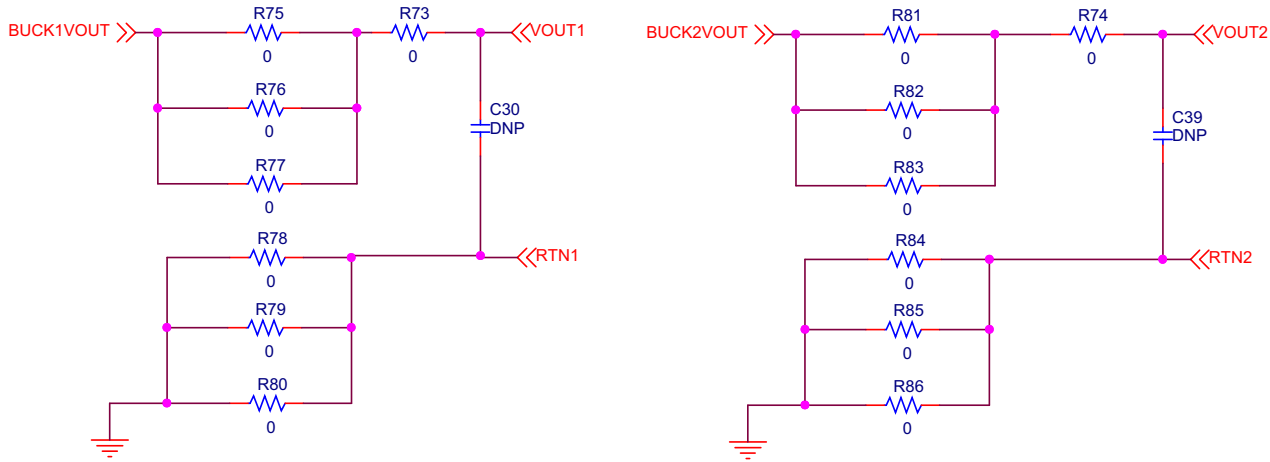 R75
0
R73
0
BUCK1VOUT
VOUT1
R76
0
C30
DNP
R77
0
R78
0
RTN1
R79
0
R80
0
R81
0
R74
0
BUCK2VOUT
VOUT2
R82
0
C39
DNP
R83
0
R84
0
RTN2
R85
0
R86
0